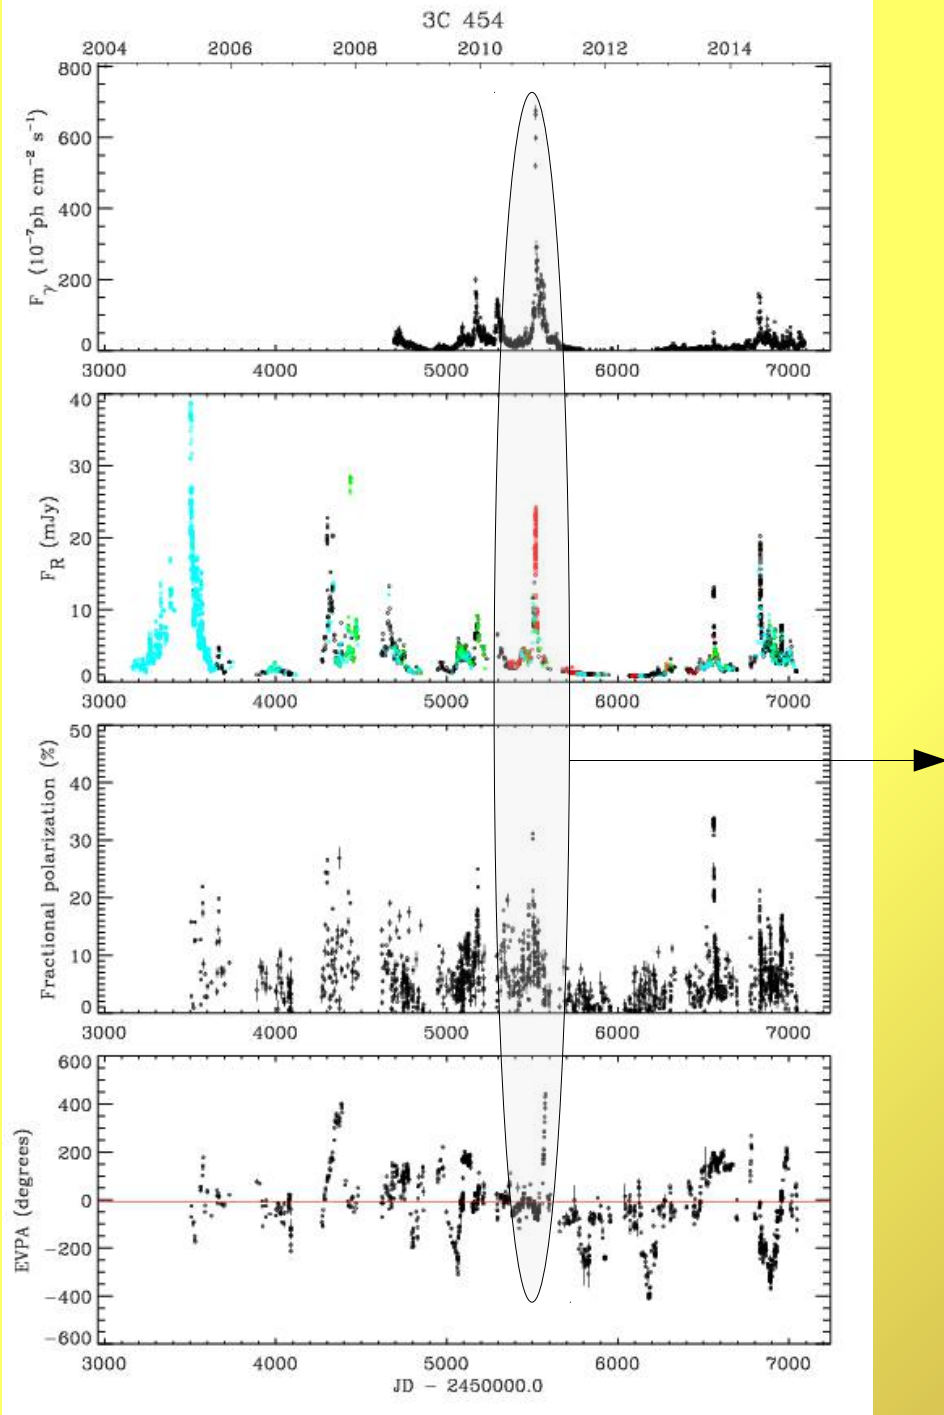 3C 454
2004 2006 2008 2010 2012 2014
800
600
400
200
0
F_γ (10⁻⁷ph cm⁻² s⁻¹)
3000 4000 5000 6000 7000
40
30
20
10
0
F_R (mJy)
3000 4000 5000 6000 7000
50
40
30
20
10
0
Fractional polarization (%)
3000 4000 5000 6000 7000
600
400
200
0
−200
−400
−600
EVPA (degrees)
3000 4000 5000 6000 7000
JD − 2450000.0